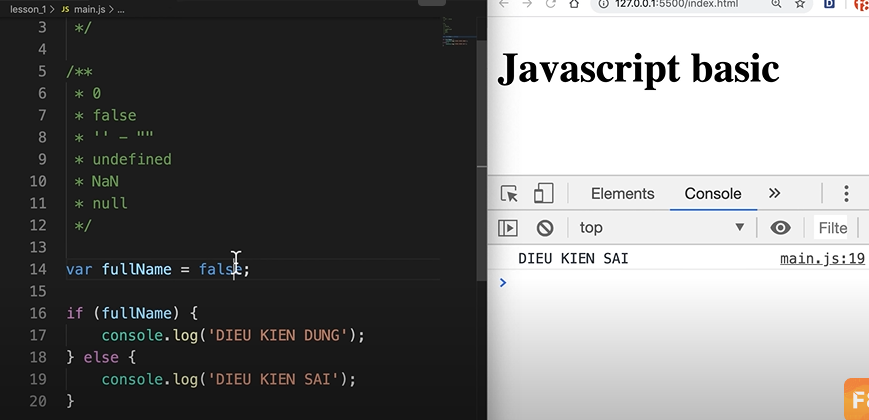 lesson_1 > JS main.js > ...
3 */
4
5 /**
6 * 0
7 * false
8 * '' - ""
9 * undefined
10 * NaN
11 * null
12 */
13
14 var fullName = false;
15
16 if (fullName) {
17 console.log('DIEU KIEN DUNG');
18 } else {
19 console.log('DIEU KIEN SAI');
20 }
127.0.0.1:5500/index.html
Javascript basic
Elements Console »
top ▼ Filte
DIEU KIEN SAI main.js:19
>
F8